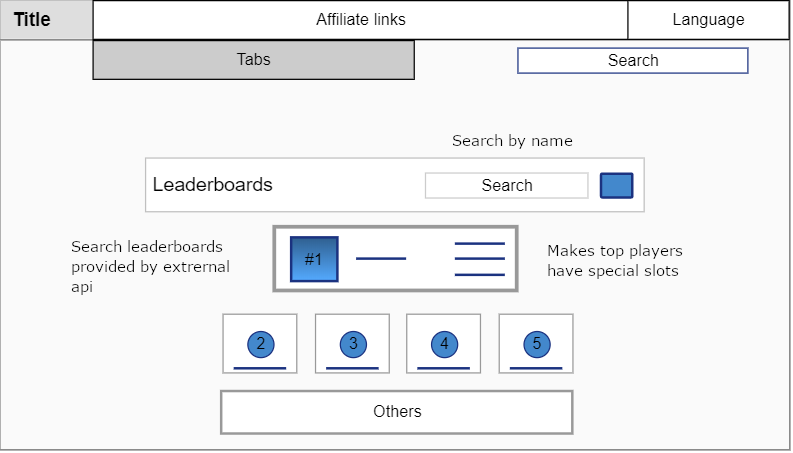 Title
Affiliate links
Language
Tabs
Search
Search by name
Leaderboards
Search
Search leaderboards
provided by extrernal
api
#1
Makes top players
have special slots
2
3
4
5
Others